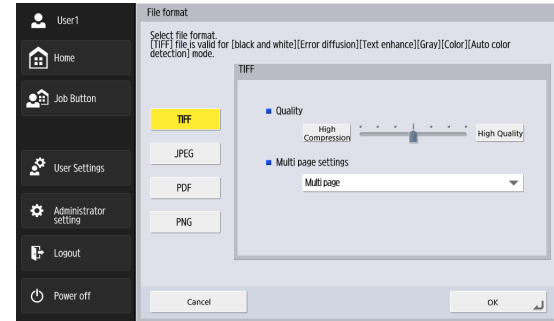 User1
Home
Job Button
User Settings
Administrator
setting
Logout
Power off
File format
Select file format.
[TIFF] file is valid for [black and white][Error diffusion][Text enhance][Gray][Color][Auto color
detection] mode.
TIFF
JPEG
PDF
PNG
TIFF
Quality
High
Compression
High Quality
Multi page settings
Multi page
Cancel
OK